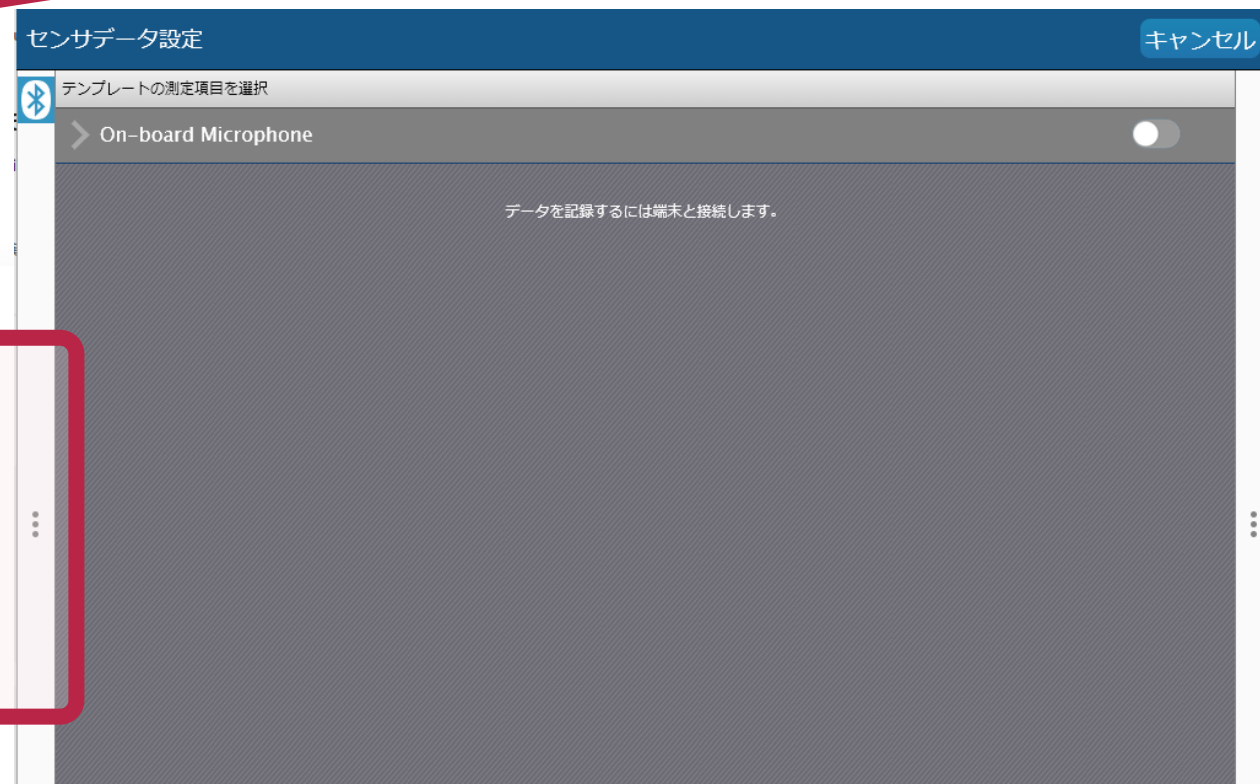 センサデータ設定
キャンセル
テンプレートの測定項目を選択
On-board Microphone
データを記録するには端末と接続します。